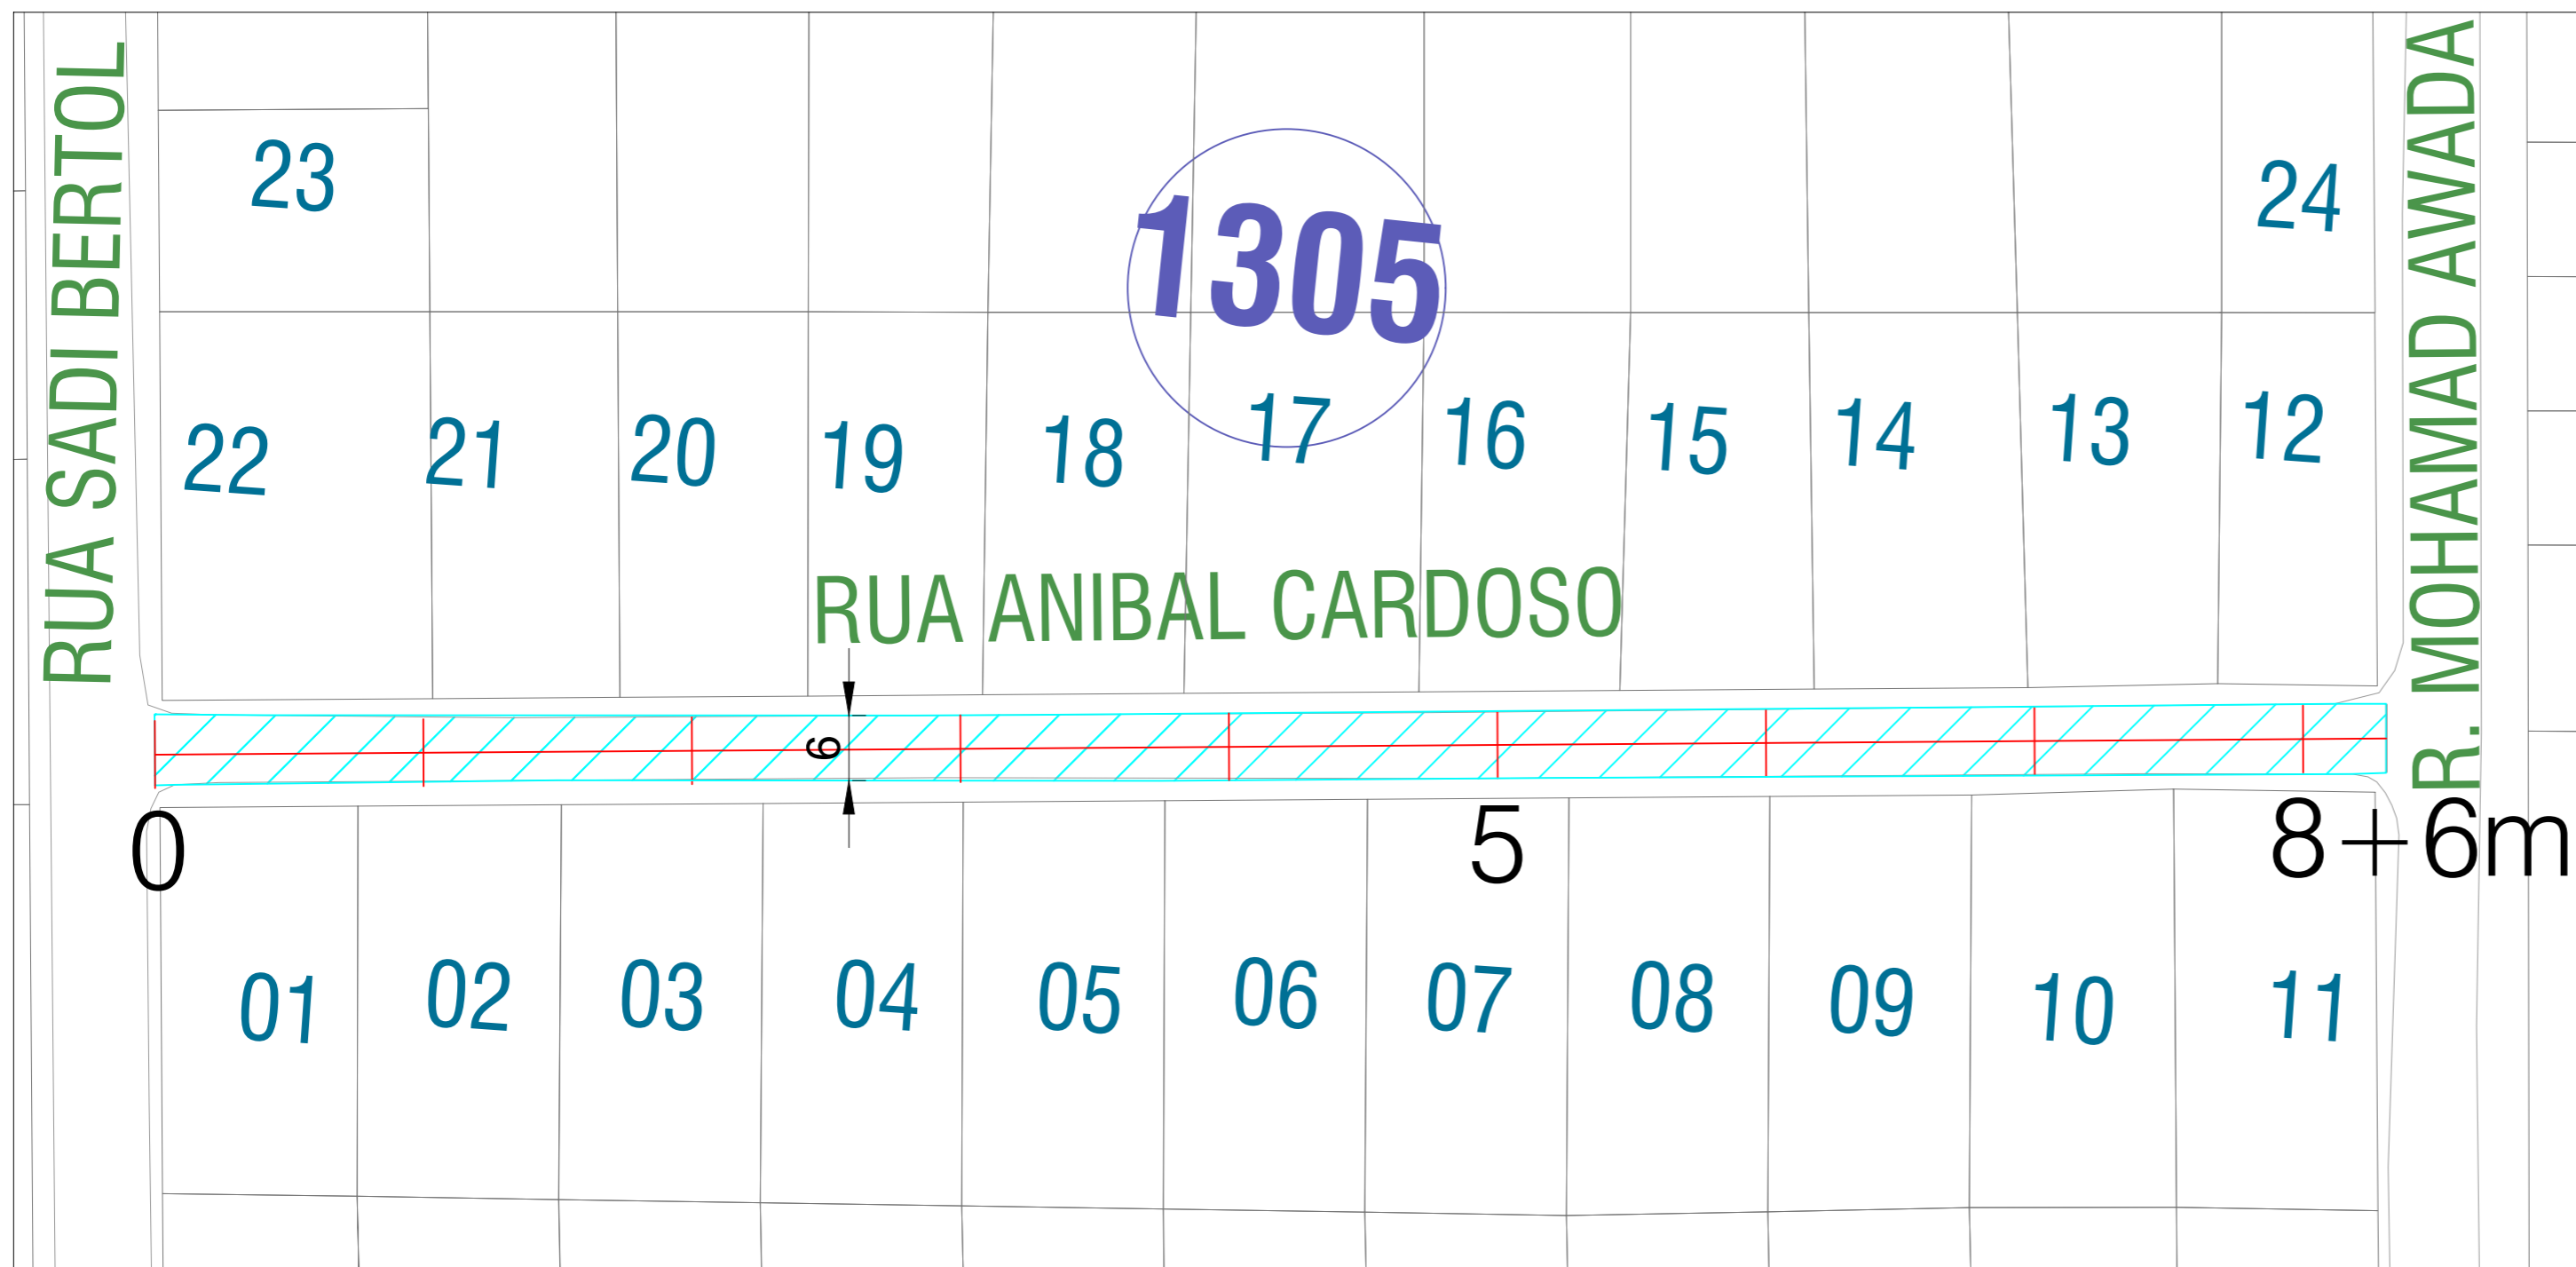 RUA SADI BERTOL
R. MOHAMAD AWADA
23
24
1305
22 21 20 19 18 17 16 15 14 13 12
RUA ANIBAL CARDOSO
6
0 5 8+6m
01 02 03 04 05 06 07 08 09 10 11